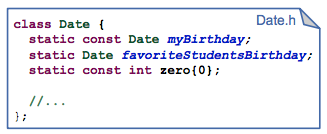 Date.h
class Date {
static const Date myBirthday;
static Date favoriteStudentsBirthday;
static const int zero{0};
//...
};